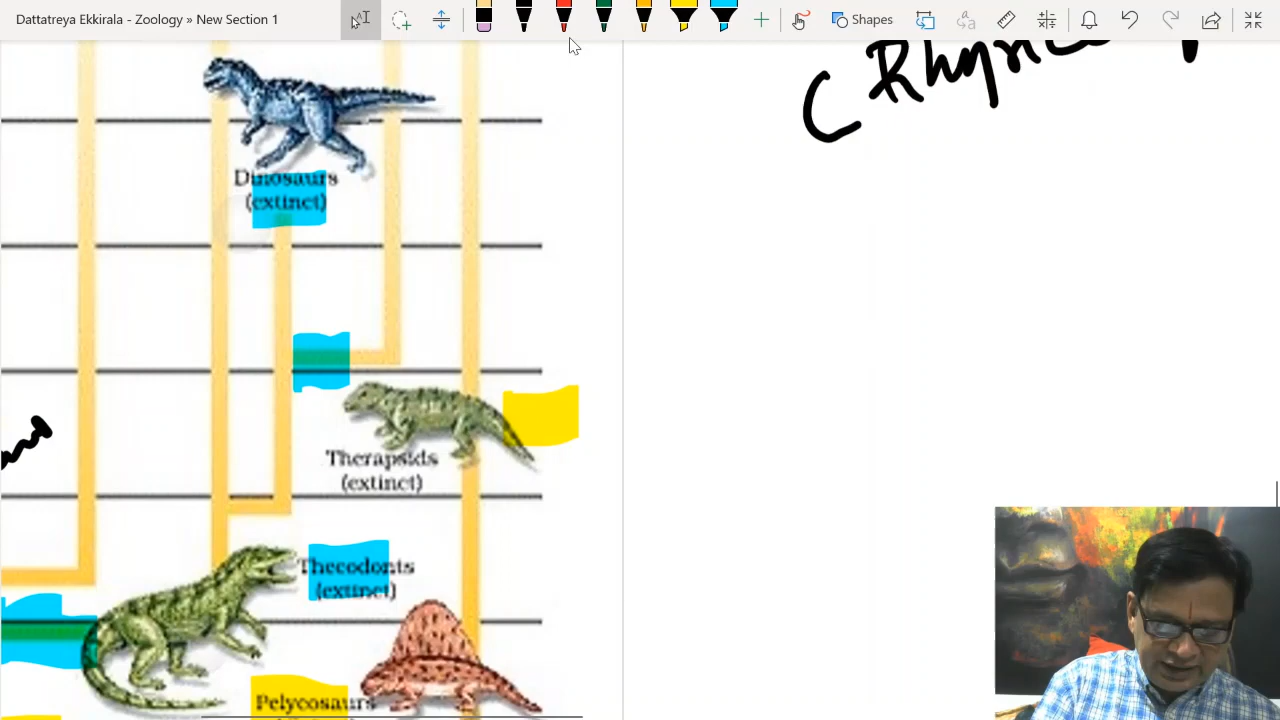 Dattatreya Ekkirala - Zoology » New Section 1
Shapes
Dinosaurs
(extinct)
Therapsids
(extinct)
Thecodonts
(extinct)
Pelycosaurs